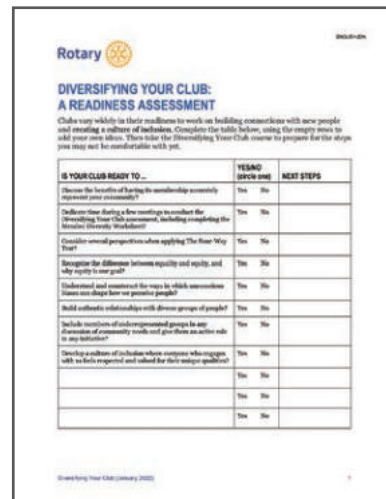 Rotary
DIVERSIFYING YOUR CLUB:
A READINESS ASSESSMENT
Clubs vary widely in their readiness to work on building connections with new people
and creating a culture of inclusion. Complete the table below, using the empty rows to
add your own ideas. Then take the Diversifying Your Club course to prepare for the steps
you may not be comfortable with yet.
IS YOUR CLUB READY TO ...
YES/NO
(circle one)
NEXT STEPS
Discuss the benefits of having its membership accurately
represent your community?
Yes No
Dedicate time during a few meetings to conduct the
Diversifying Your Club assessment, including completing the
Member Diversity Worksheet?
Yes No
Consider several perspectives when applying The Four-Way
Test?
Yes No
Recognize the difference between equality and equity, and
why equity is our goal?
Yes No
Understand and counteract the ways in which unconscious
biases can shape how we perceive people?
Yes No
Build authentic relationships with diverse groups of people?
Yes No
Include members of underrepresented groups in any
discussion of community needs and give them an active role
in any initiative?
Yes No
Develop a culture of inclusion where everyone who engages
with us feels respected and valued for their unique qualities?
Yes No
Yes No
Yes No
Yes No
Diversifying Your Club (January 2022)
1